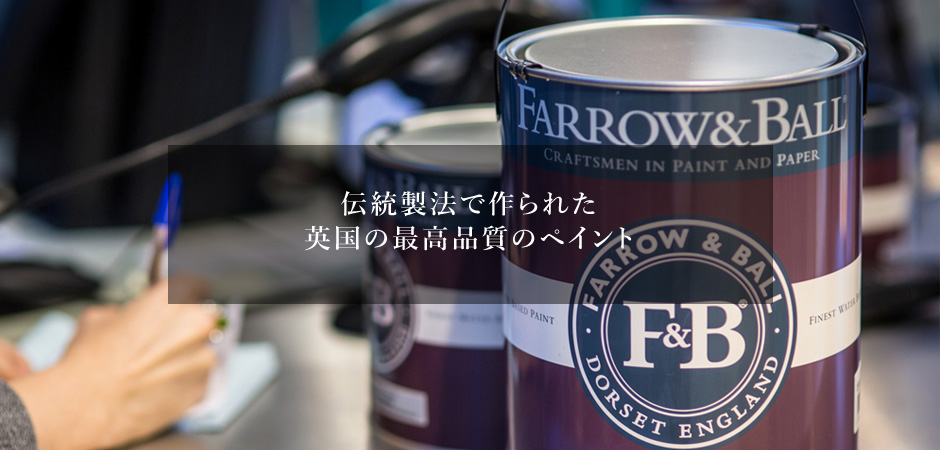 FARROW & BALL®
CRAFTSMEN IN PAINT AND PAPER
伝統製法で作られた
英国の最高品質のペイント
FARROW & BALL
F&B®
DORSET ENGLAND
PAINT
FINEST WATER